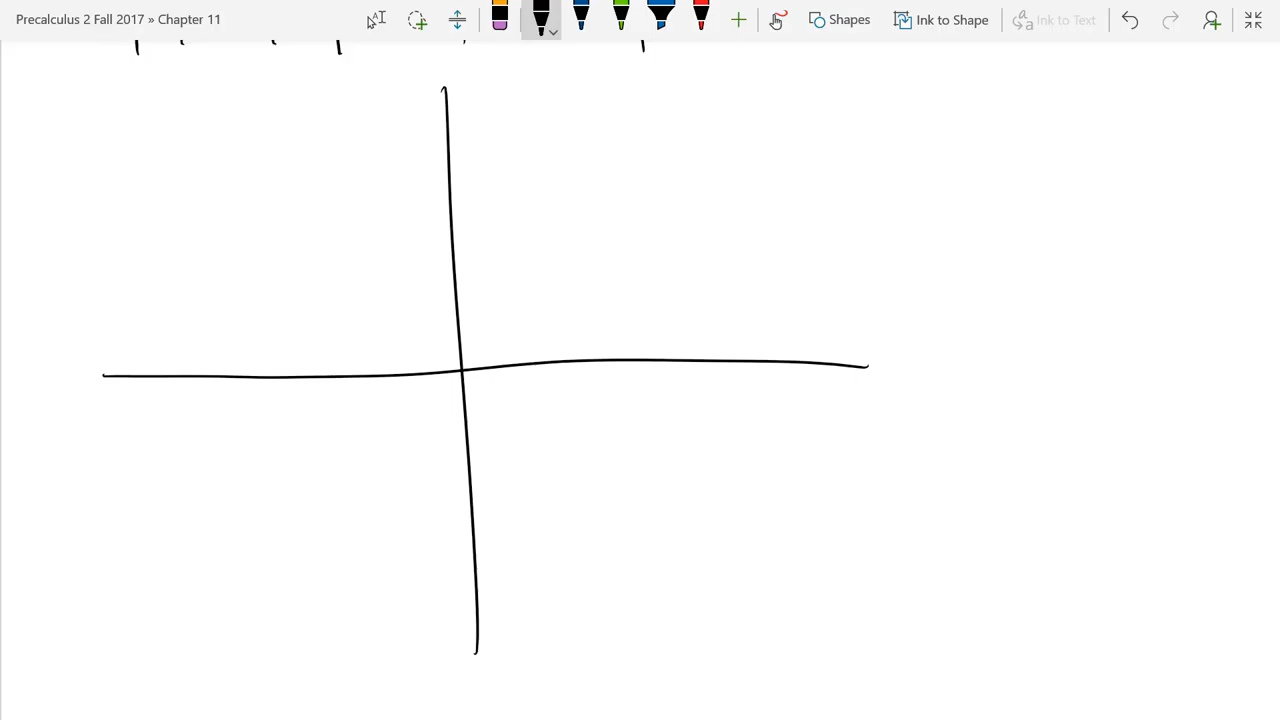 Precalculus 2 Fall 2017 » Chapter 11
Shapes
Ink to Shape
Ink to Text